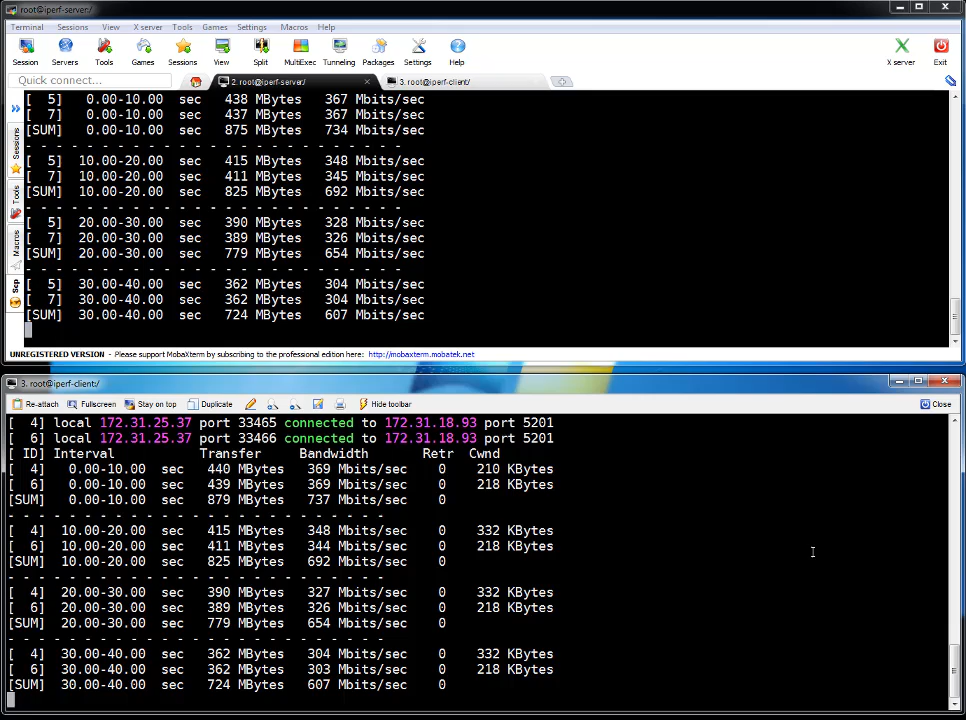 root@iperf-server:/
Terminal Sessions View X server Tools Games Settings Macros Help
Session Servers Tools Games Sessions View Split MultiExec Tunneling Packages Settings Help X server Exit
Quick connect...
2. root@iperf-server:/
3. root@iperf-client:/
Sessions
Tools
Macros
Scp
[ 5] 0.00-10.00 sec 438 MBytes 367 Mbits/sec
[ 7] 0.00-10.00 sec 437 MBytes 367 Mbits/sec
[SUM] 0.00-10.00 sec 875 MBytes 734 Mbits/sec
- - - - - - - - - - - - - - - - - - - - - - - - -
[ 5] 10.00-20.00 sec 415 MBytes 348 Mbits/sec
[ 7] 10.00-20.00 sec 411 MBytes 345 Mbits/sec
[SUM] 10.00-20.00 sec 825 MBytes 692 Mbits/sec
- - - - - - - - - - - - - - - - - - - - - - - - -
[ 5] 20.00-30.00 sec 390 MBytes 328 Mbits/sec
[ 7] 20.00-30.00 sec 389 MBytes 326 Mbits/sec
[SUM] 20.00-30.00 sec 779 MBytes 654 Mbits/sec
- - - - - - - - - - - - - - - - - - - - - - - - -
[ 5] 30.00-40.00 sec 362 MBytes 304 Mbits/sec
[ 7] 30.00-40.00 sec 362 MBytes 304 Mbits/sec
[SUM] 30.00-40.00 sec 724 MBytes 607 Mbits/sec
UNREGISTERED VERSION - Please support MobaXterm by subscribing to the professional edition here: http://mobaxterm.mobatek.net
3. root@iperf-client:/
Re-attach Fullscreen Stay on top Duplicate Hide toolbar Close
[ 4] local 172.31.25.37 port 33465 connected to 172.31.18.93 port 5201
[ 6] local 172.31.25.37 port 33466 connected to 172.31.18.93 port 5201
[ ID] Interval Transfer Bandwidth Retr Cwnd
[ 4] 0.00-10.00 sec 440 MBytes 369 Mbits/sec 0 210 KBytes
[ 6] 0.00-10.00 sec 439 MBytes 369 Mbits/sec 0 218 KBytes
[SUM] 0.00-10.00 sec 879 MBytes 737 Mbits/sec 0
- - - - - - - - - - - - - - - - - - - - - - - - -
[ 4] 10.00-20.00 sec 415 MBytes 348 Mbits/sec 0 332 KBytes
[ 6] 10.00-20.00 sec 411 MBytes 344 Mbits/sec 0 218 KBytes
[SUM] 10.00-20.00 sec 825 MBytes 692 Mbits/sec 0
- - - - - - - - - - - - - - - - - - - - - - - - -
[ 4] 20.00-30.00 sec 390 MBytes 327 Mbits/sec 0 332 KBytes
[ 6] 20.00-30.00 sec 389 MBytes 326 Mbits/sec 0 218 KBytes
[SUM] 20.00-30.00 sec 779 MBytes 654 Mbits/sec 0
- - - - - - - - - - - - - - - - - - - - - - - - -
[ 4] 30.00-40.00 sec 362 MBytes 304 Mbits/sec 0 332 KBytes
[ 6] 30.00-40.00 sec 362 MBytes 303 Mbits/sec 0 218 KBytes
[SUM] 30.00-40.00 sec 724 MBytes 607 Mbits/sec 0